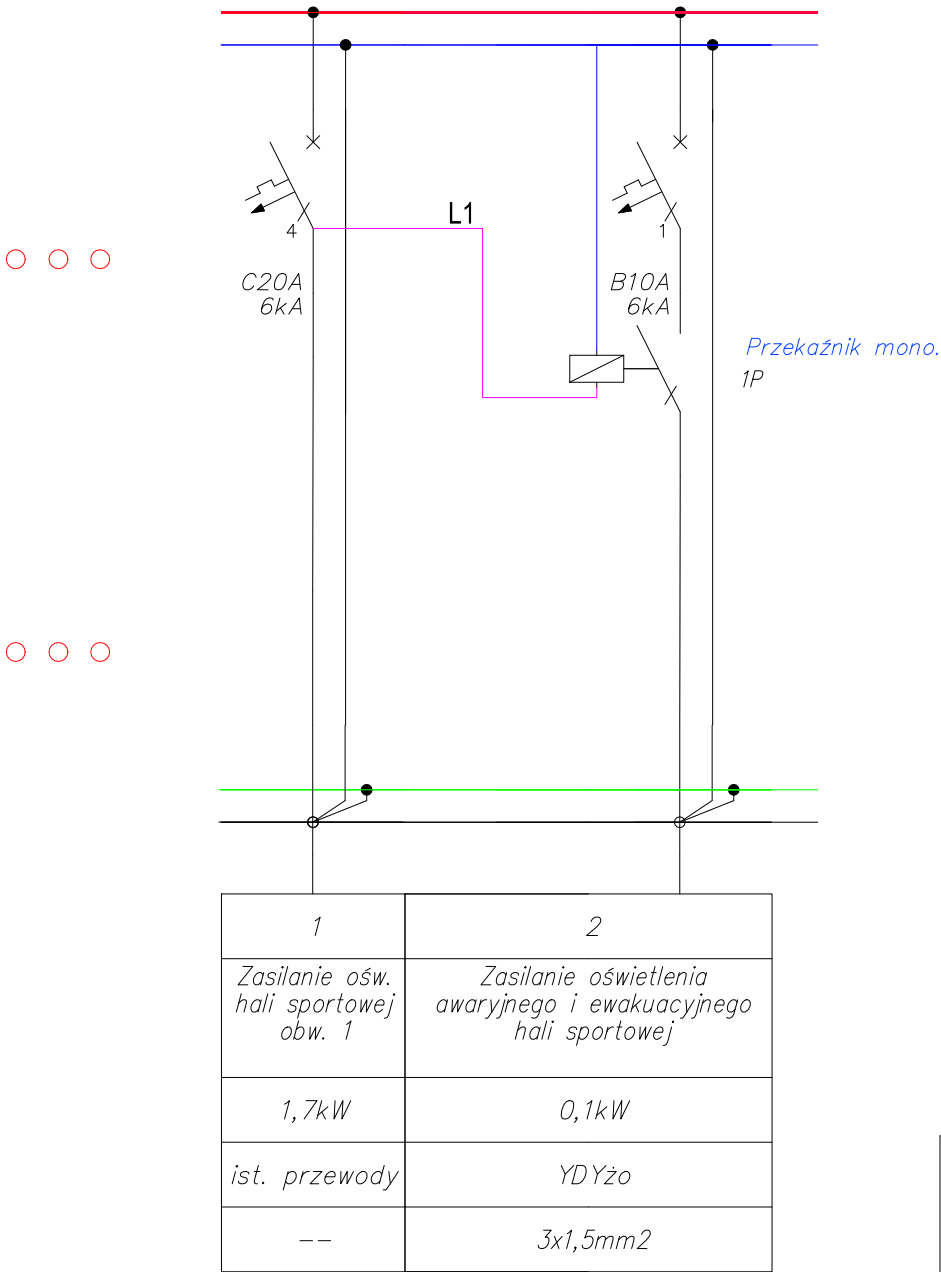 L1
4
1
C20A
6kA
B10A
6kA
Przekaźnik mono.
1P
1
2
Zasilanie ośw.
hali sportowej
obw. 1
Zasilanie oświetlenia
awaryjnego i ewakuacyjnego
hali sportowej
1,7kW
0,1kW
ist. przewody
YDYżo
--
3x1,5mm2